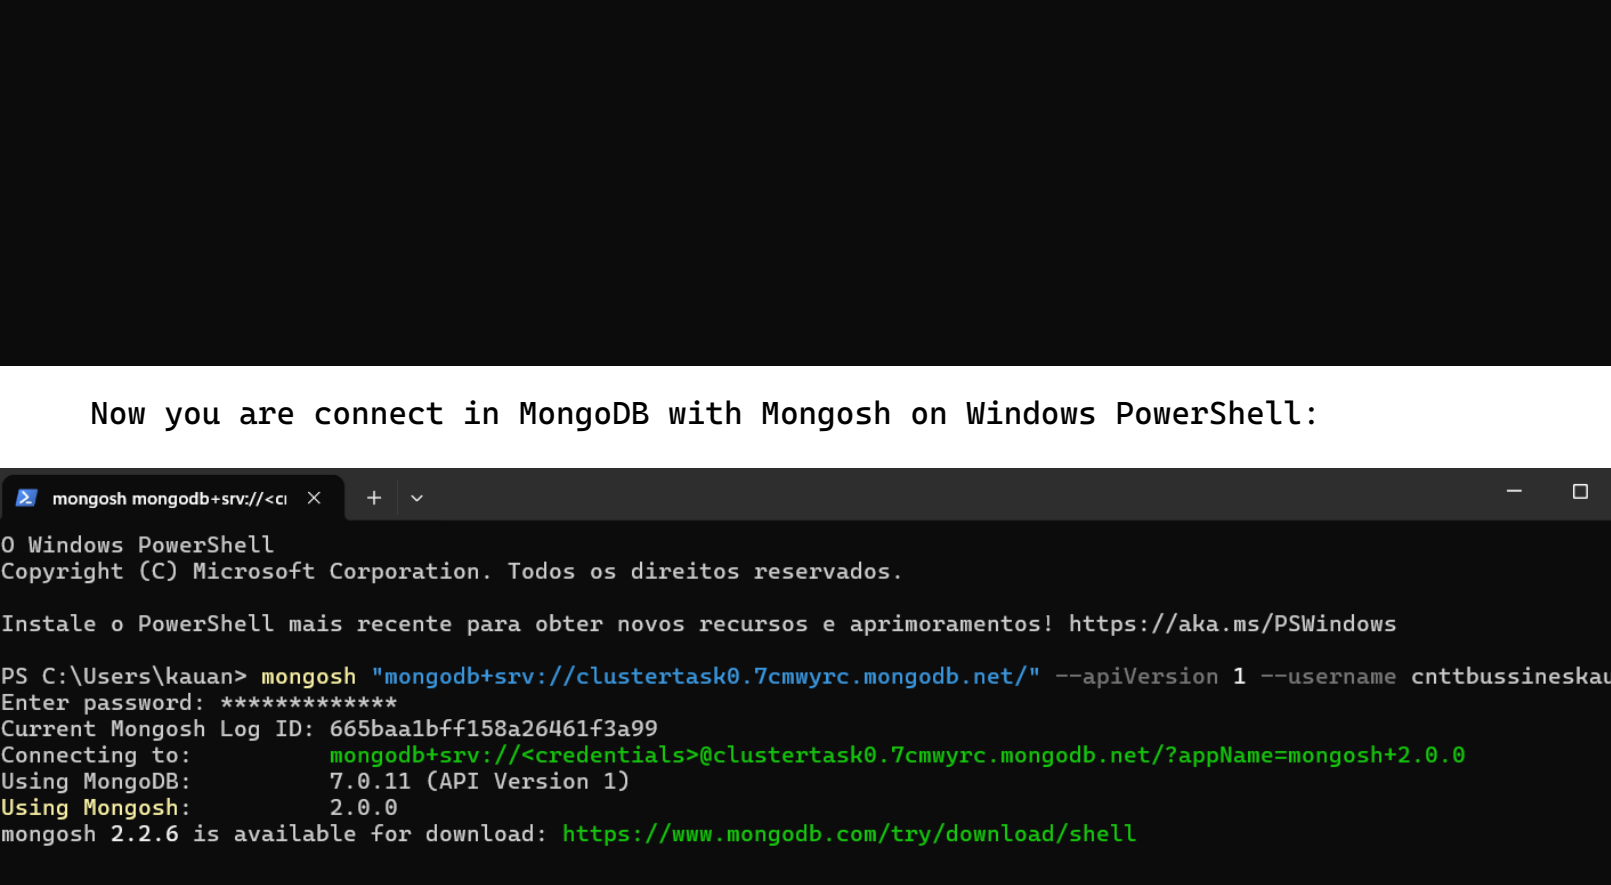 Now you are connect in MongoDB with Mongosh on Windows PowerShell:
mongosh mongodb+srv://<cr
O Windows PowerShell
Copyright (C) Microsoft Corporation. Todos os direitos reservados.
Instale o PowerShell mais recente para obter novos recursos e aprimoramentos! https://aka.ms/PSWindows
PS C:\Users\kauan> mongosh "mongodb+srv://clustertask0.7cmwyrc.mongodb.net/" --apiVersion 1 --username cnttbussineskau
Enter password: *************
Current Mongosh Log ID: 665baa1bff158a26461f3a99
Connecting to: mongodb+srv://<credentials>@clustertask0.7cmwyrc.mongodb.net/?appName=mongosh+2.0.0
Using MongoDB: 7.0.11 (API Version 1)
Using Mongosh: 2.0.0
mongosh 2.2.6 is available for download: https://www.mongodb.com/try/download/shell